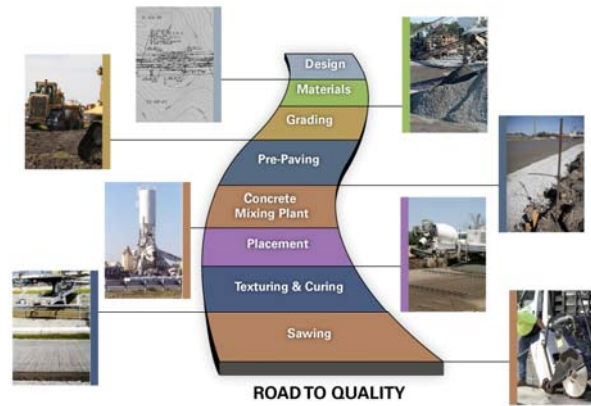 Design
Materials
Grading
Pre-Paving
Concrete
Mixing Plant
Placement
Texturing & Curing
Sawing
ROAD TO QUALITY